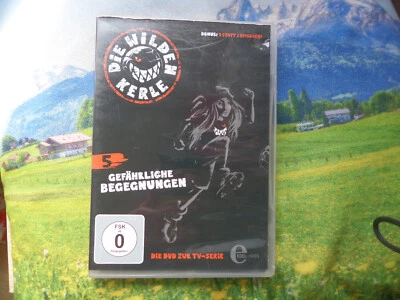 DIE WILDEN
KERLE
5
GEFÄHRLICHE
BEGEGNUNGEN
FSK
0
DIE DVD ZUR TV-SERIE
e